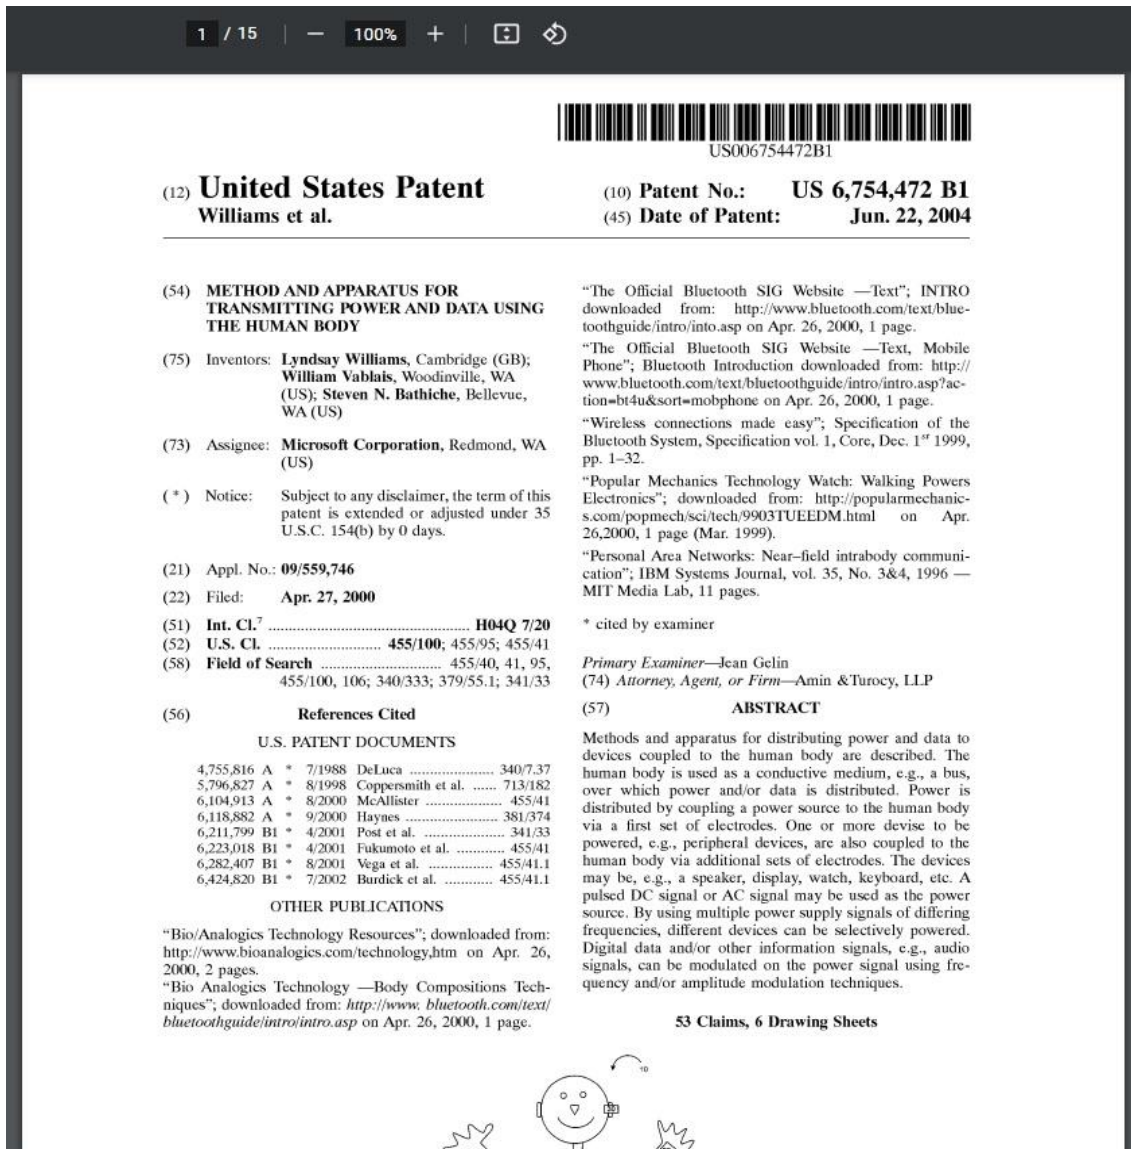 1 / 15 100%
US006754472B1
(12) United States Patent
Williams et al.
(10) Patent No.: US 6,754,472 B1
(45) Date of Patent: Jun. 22, 2004
(54) METHOD AND APPARATUS FOR
TRANSMITTING POWER AND DATA USING
THE HUMAN BODY
(75) Inventors: Lyndsay Williams, Cambridge (GB);
William Vablais, Woodinville, WA
(US); Steven N. Bathiche, Bellevue,
WA (US)
(73) Assignee: Microsoft Corporation, Redmond, WA
(US)
( * ) Notice: Subject to any disclaimer, the term of this
patent is extended or adjusted under 35
U.S.C. 154(b) by 0 days.
(21) Appl. No.: 09/559,746
(22) Filed: Apr. 27, 2000
(51) Int. Cl.7 ................................................ H04Q 7/20
(52) U.S. Cl. ........................... 455/100; 455/95; 455/41
(58) Field of Search ............................. 455/40, 41, 95,
455/100, 106; 340/333; 379/55.1; 341/33
(56) References Cited
U.S. PATENT DOCUMENTS
4,755,816 A * 7/1988 DeLuca ...................... 340/7.37
5,796,827 A * 8/1998 Coppersmith et al. ...... 713/182
6,104,913 A * 8/2000 McAllister .................... 455/41
6,118,882 A * 9/2000 Haynes ....................... 381/374
6,211,799 B1 * 4/2001 Post et al. ..................... 341/33
6,223,018 B1 * 4/2001 Fukumoto et al. ............ 455/41
6,282,407 B1 * 8/2001 Vega et al. ................. 455/41.1
6,424,820 B1 * 7/2002 Burdick et al. ............. 455/41.1
OTHER PUBLICATIONS
“Bio/Analogics Technology Resources”; downloaded from:
http://www.bioanalogics.com/technology,htm on Apr. 26,
2000, 2 pages.
“Bio Analogics Technology —Body Compositions Tech-
niques”; downloaded from: http://www. bluetooth.com/text/
bluetoothguide/intro/intro.asp on Apr. 26, 2000, 1 page.
“The Official Bluetooth SIG Website —Text”; INTRO
downloaded from: http://www.bluetooth.com/text/blue-
toothguide/intro/into.asp on Apr. 26, 2000, 1 page.
“The Official Bluetooth SIG Website —Text, Mobile
Phone”; Bluetooth Introduction downloaded from: http://
www.bluetooth.com/text/bluetoothguide/intro/intro.asp?ac-
tion=bt4u&sort=mobphone on Apr. 26, 2000, 1 page.
“Wireless connections made easy”; Specification of the
Bluetooth System, Specification vol. 1, Core, Dec. 1st 1999,
pp. 1–32.
“Popular Mechanics Technology Watch: Walking Powers
Electronics”; downloaded from: http://popularmechanic-
s.com/popmech/sci/tech/9903TUEEDM.html on Apr.
26,2000, 1 page (Mar. 1999).
“Personal Area Networks: Near–field intrabody communi-
cation”; IBM Systems Journal, vol. 35, No. 3&4, 1996 —
MIT Media Lab, 11 pages.
* cited by examiner
Primary Examiner—Jean Gelin
(74) Attorney, Agent, or Firm—Amin &Turocy, LLP
(57) ABSTRACT
Methods and apparatus for distributing power and data to
devices coupled to the human body are described. The
human body is used as a conductive medium, e.g., a bus,
over which power and/or data is distributed. Power is
distributed by coupling a power source to the human body
via a first set of electrodes. One or more devise to be
powered, e.g., peripheral devices, are also coupled to the
human body via additional sets of electrodes. The devices
may be, e.g., a speaker, display, watch, keyboard, etc. A
pulsed DC signal or AC signal may be used as the power
source. By using multiple power supply signals of differing
frequencies, different devices can be selectively powered.
Digital data and/or other information signals, e.g., audio
signals, can be modulated on the power signal using fre-
quency and/or amplitude modulation techniques.
53 Claims, 6 Drawing Sheets
10